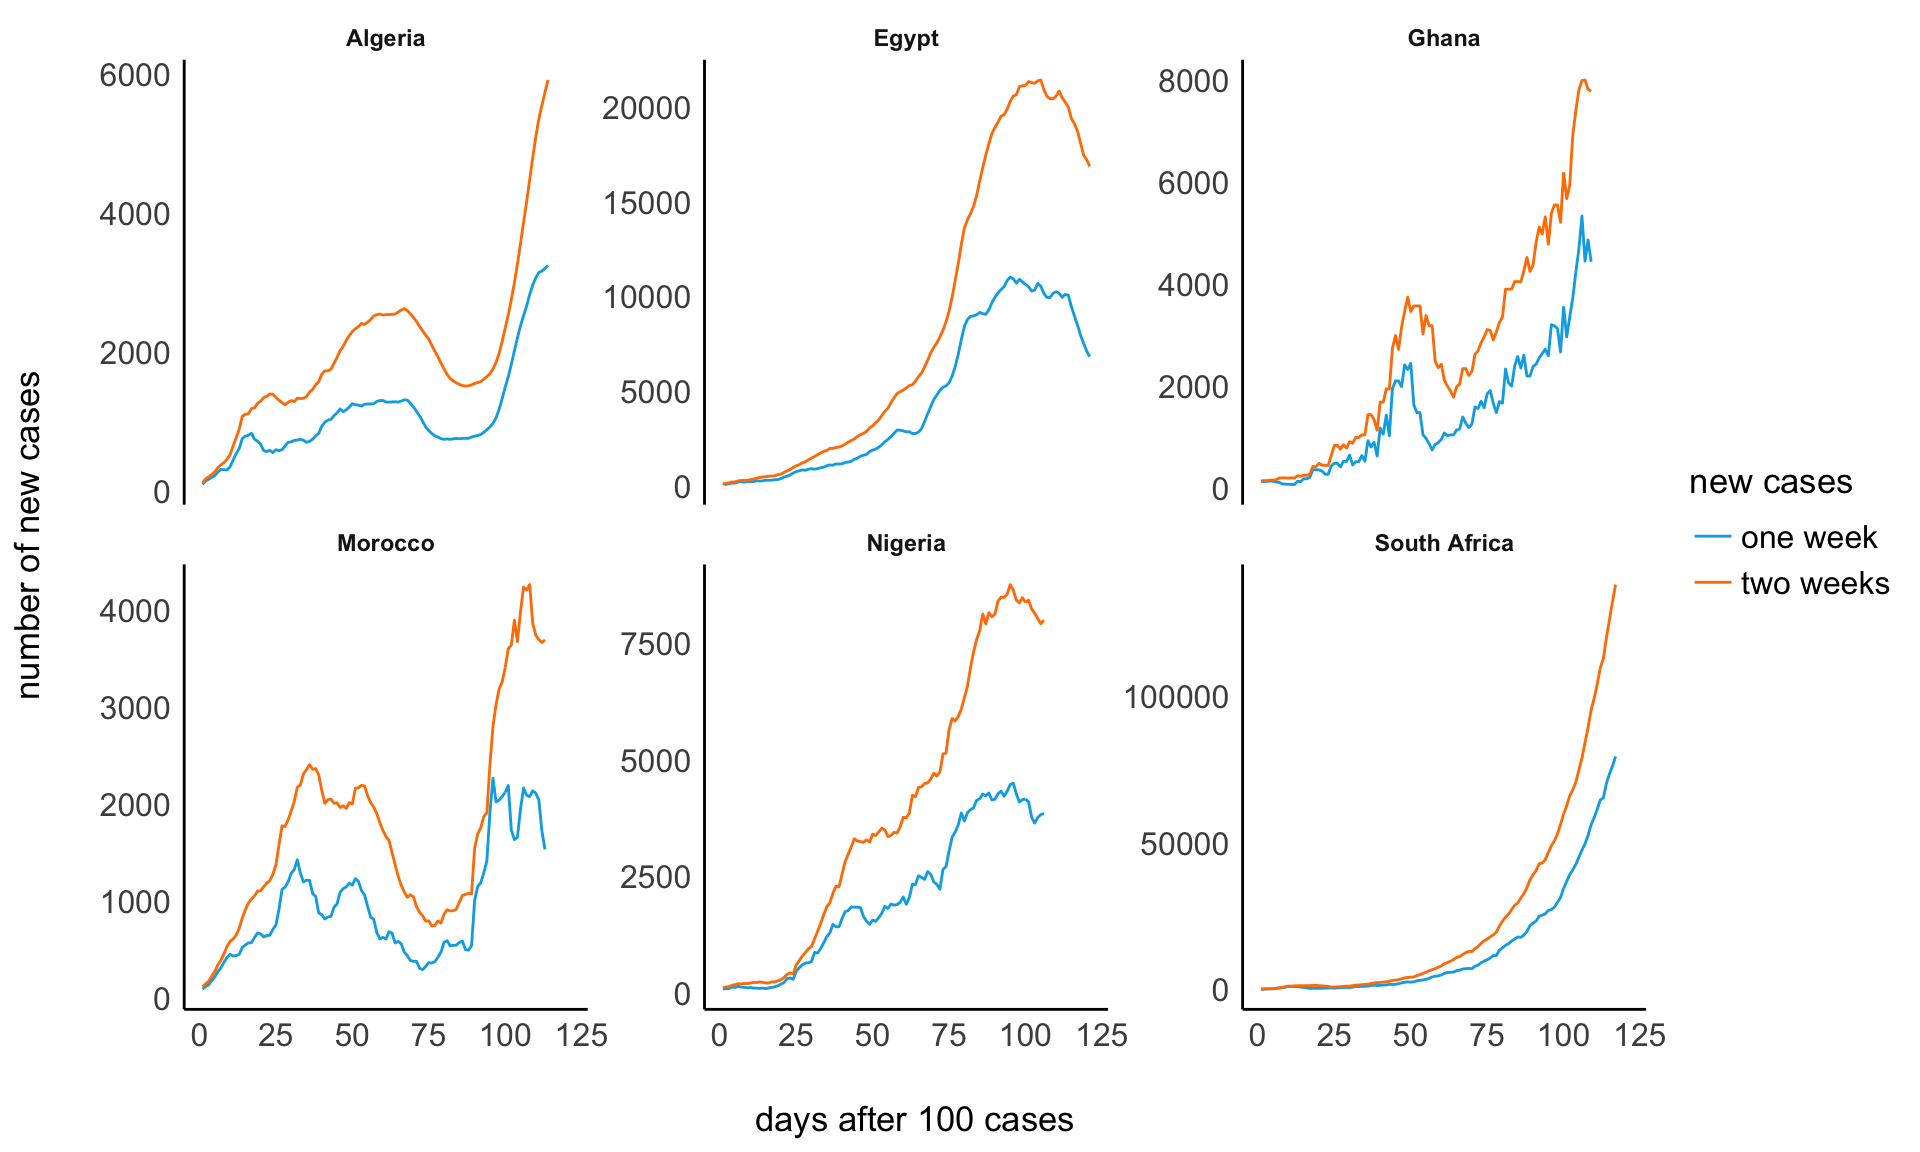 Algeria
Egypt
Ghana
6000
4000
2000
0
20000
15000
10000
5000
0
8000
6000
4000
2000
0
Morocco
Nigeria
South Africa
4000
3000
2000
1000
0
7500
5000
2500
0
100000
50000
0
0 25 50 75 100 125
0 25 50 75 100 125
0 25 50 75 100 125
number of new cases
days after 100 cases
new cases
one week
two weeks